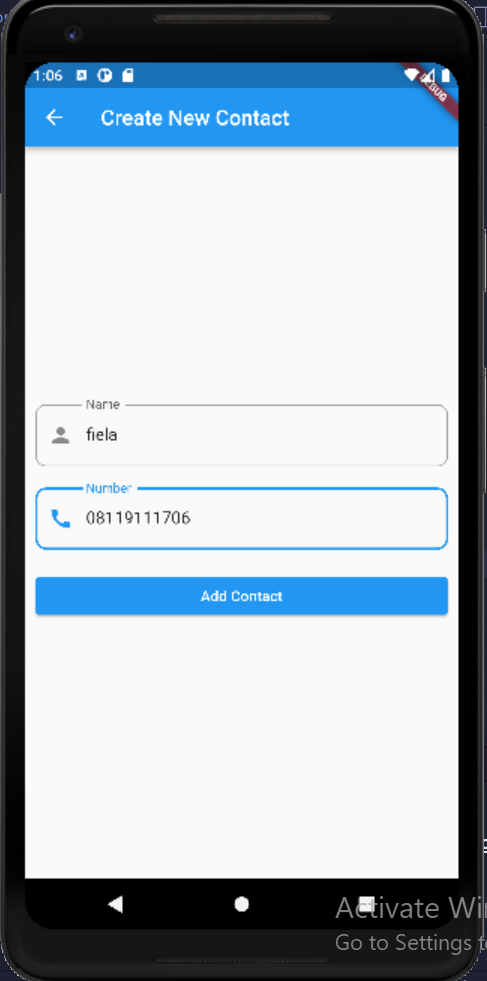 1:06
DEBUG
Create New Contact
Name
fiela
Number
08119111706
Add Contact
Activate Wi
Go to Settings t